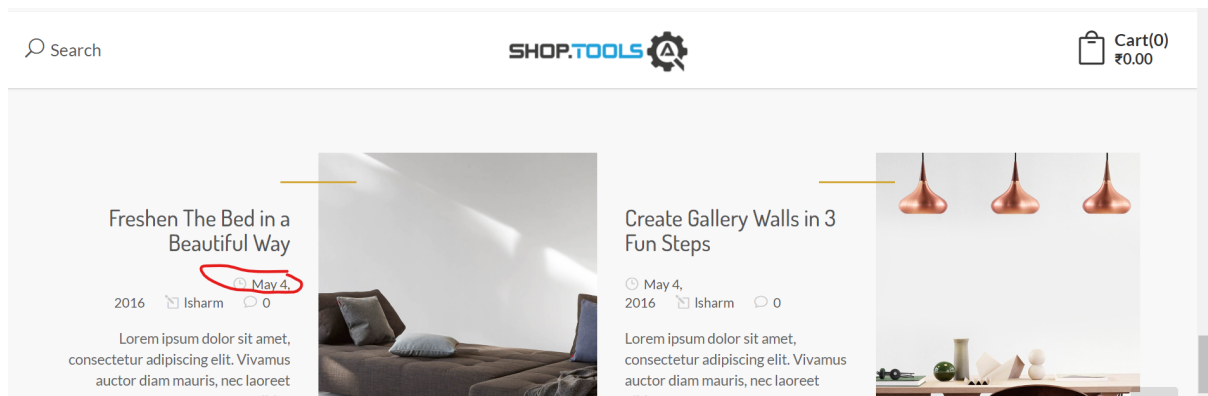 Search
SHOP.TOOLS
Cart(0)
₹0.00
Freshen The Bed in a
Beautiful Way
May 4,
2016 lsharm 0
Lorem ipsum dolor sit amet,
consectetur adipiscing elit. Vivamus
auctor diam mauris, nec laoreet
Create Gallery Walls in 3
Fun Steps
May 4,
2016 lsharm 0
Lorem ipsum dolor sit amet,
consectetur adipiscing elit. Vivamus
auctor diam mauris, nec laoreet